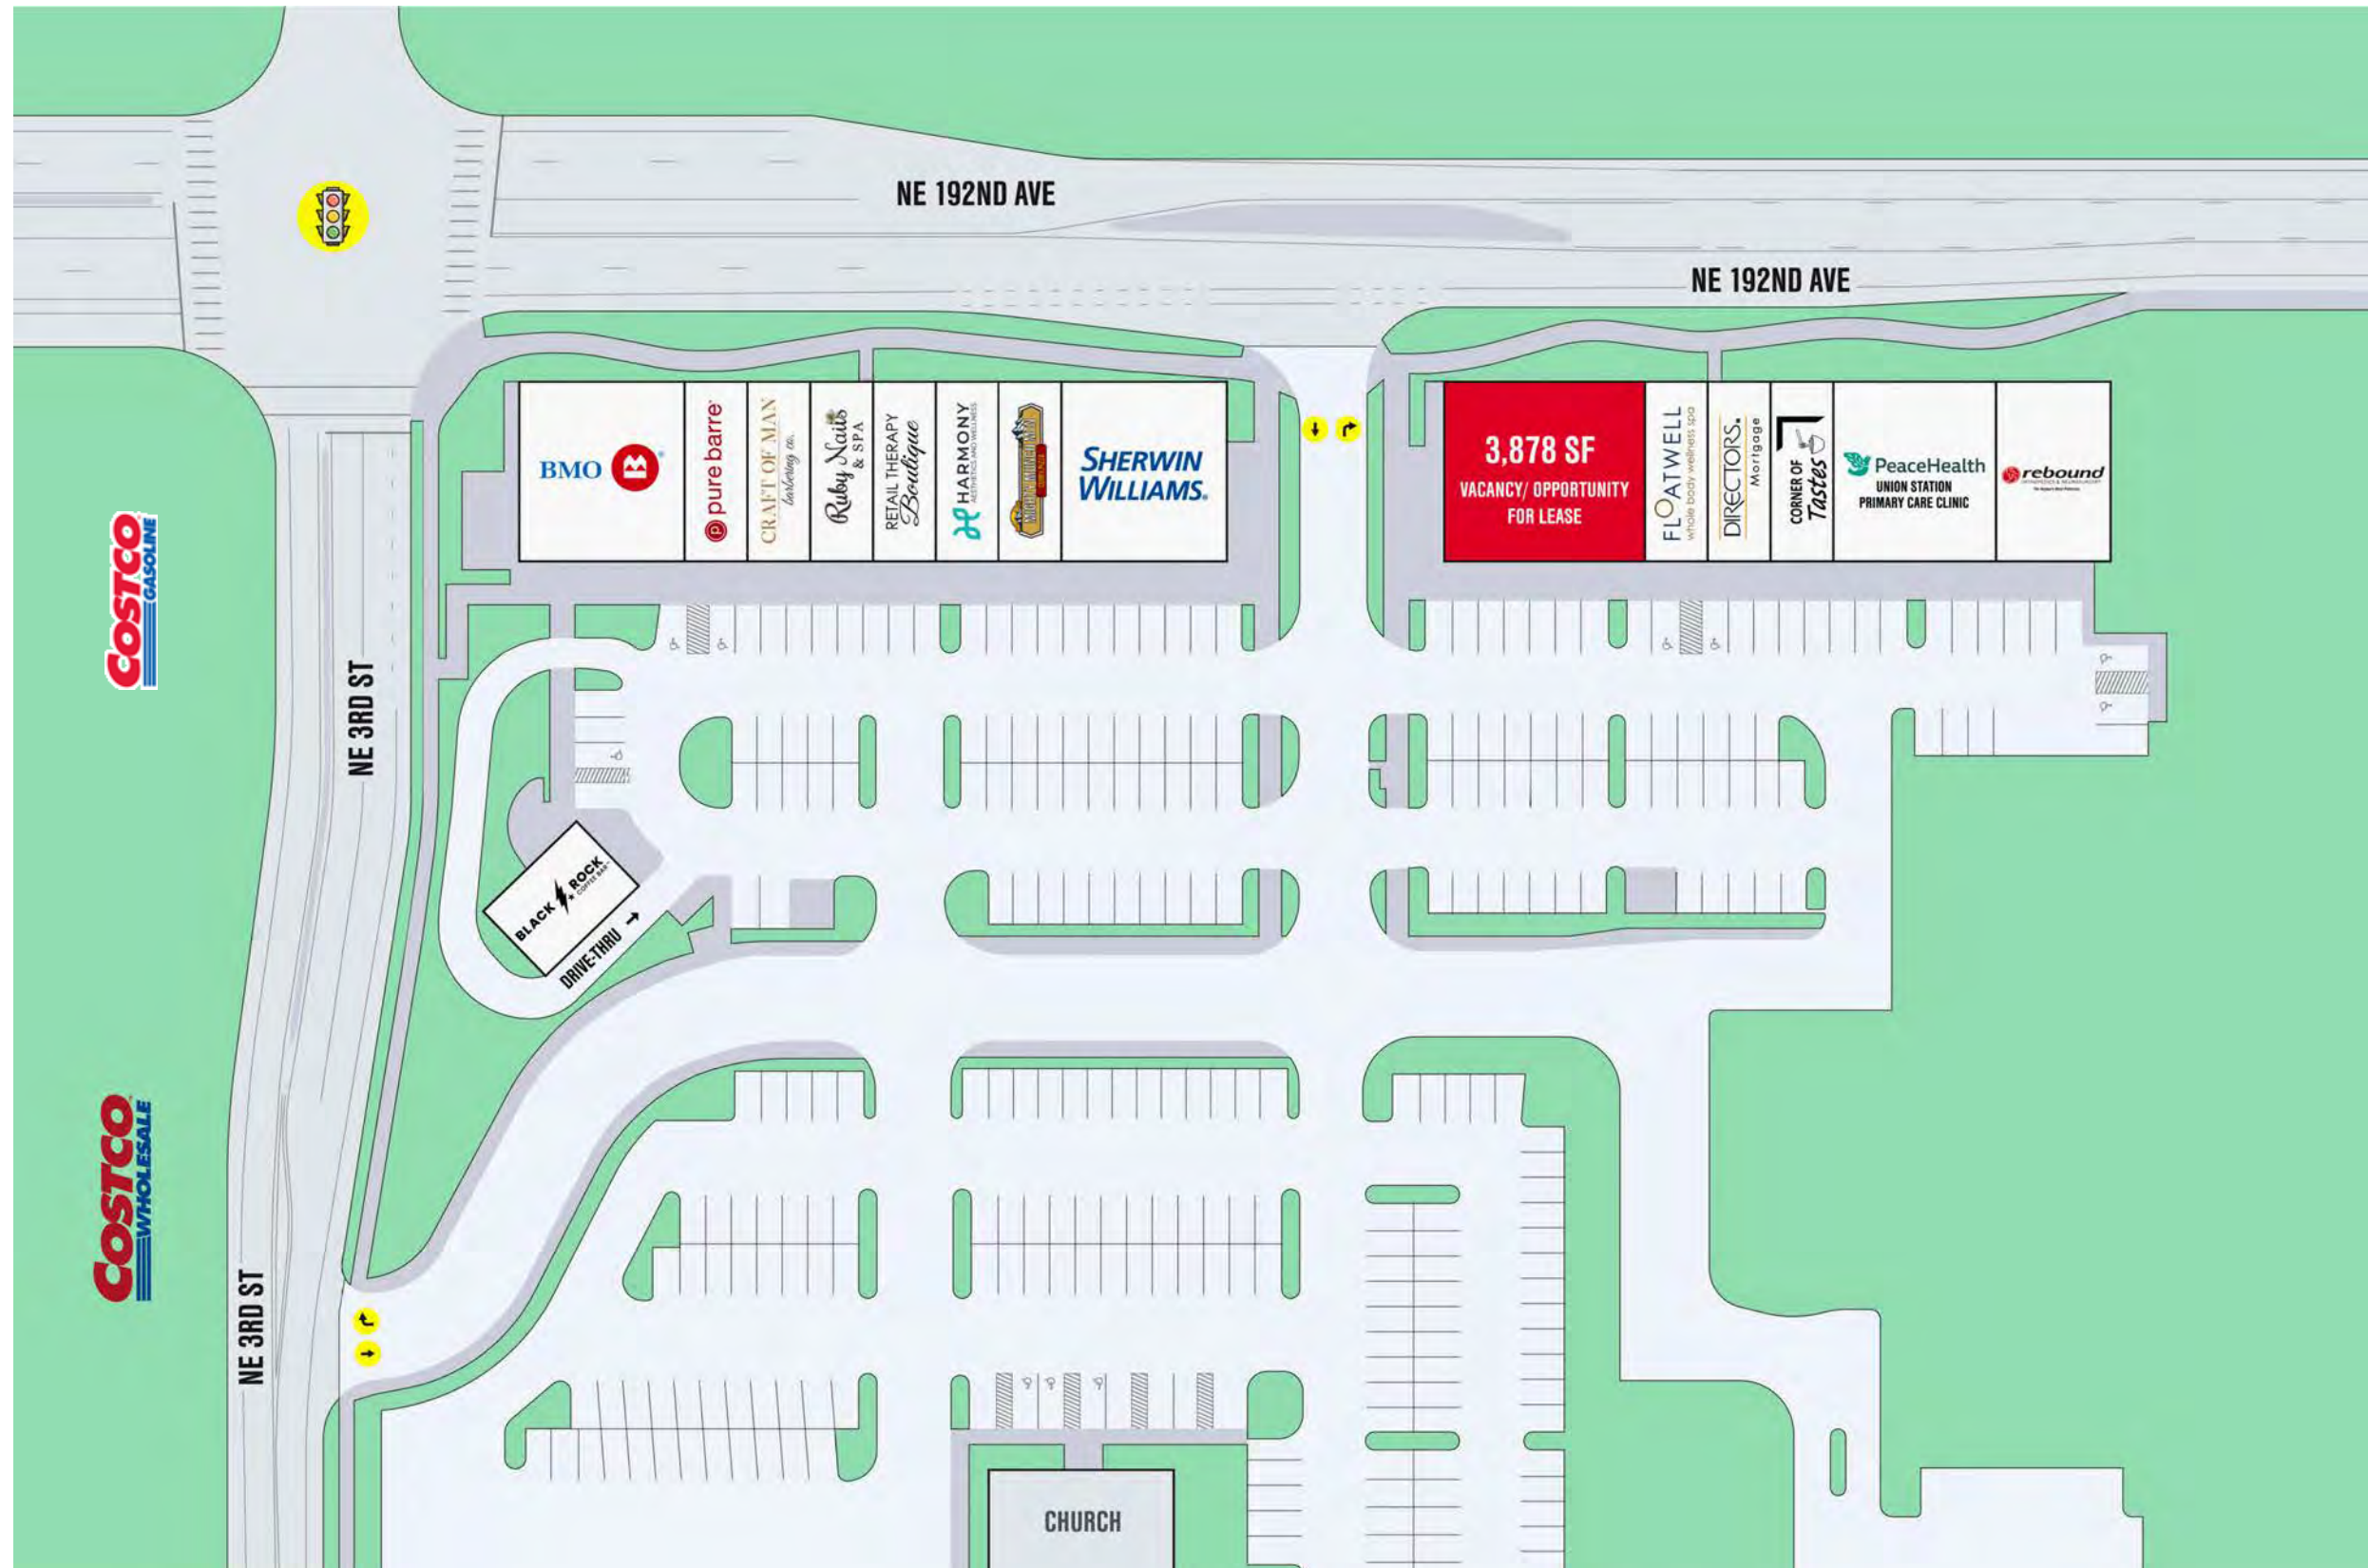 NE 192ND AVE
NE 192ND AVE
BMO
pure barre
CRAFT OF MAN
barbering co.
Ruby Nails
& SPA
RETAIL THERAPY
Boutique
HARMONY
AESTHETICS AND WELLNESS
SHERWIN
WILLIAMS.
3,878 SF
VACANCY/ OPPORTUNITY
FOR LEASE
FLOATWELL
whole body wellness spa
DIRECTORS
Mortgage
CORNER OF
Tastes
PeaceHealth
UNION STATION
PRIMARY CARE CLINIC
rebound
COSTCO
GASOLINE
NE 3RD ST
BLACK ROCK
COFFEE BAR
DRIVE-THRU
COSTCO
WHOLESALE
NE 3RD ST
CHURCH